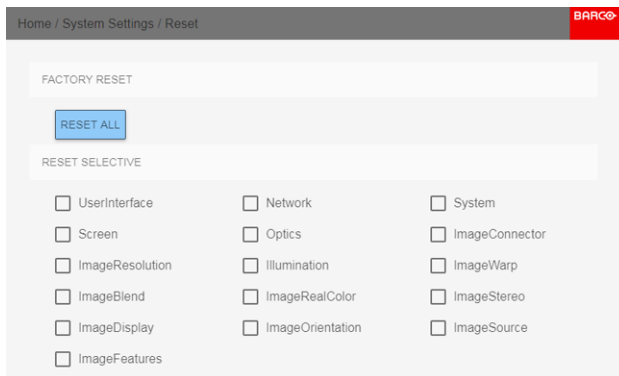 Home / System Settings / Reset
BARCO
FACTORY RESET
RESET ALL
RESET SELECTIVE
UserInterface Network System
Screen Optics ImageConnector
ImageResolution Illumination ImageWarp
ImageBlend ImageRealColor ImageStereo
ImageDisplay ImageOrientation ImageSource
ImageFeatures